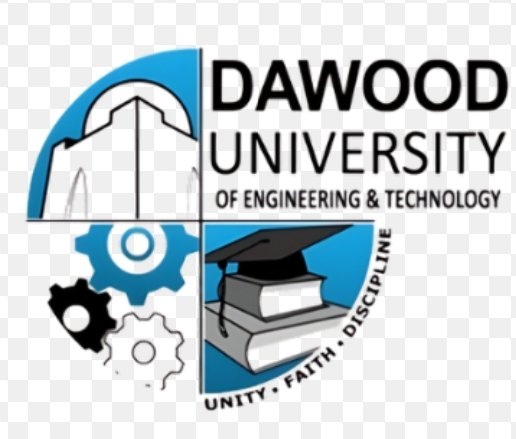 DAWOOD
UNIVERSITY
OF ENGINEERING & TECHNOLOGY
UNITY · FAITH · DISCIPLINE